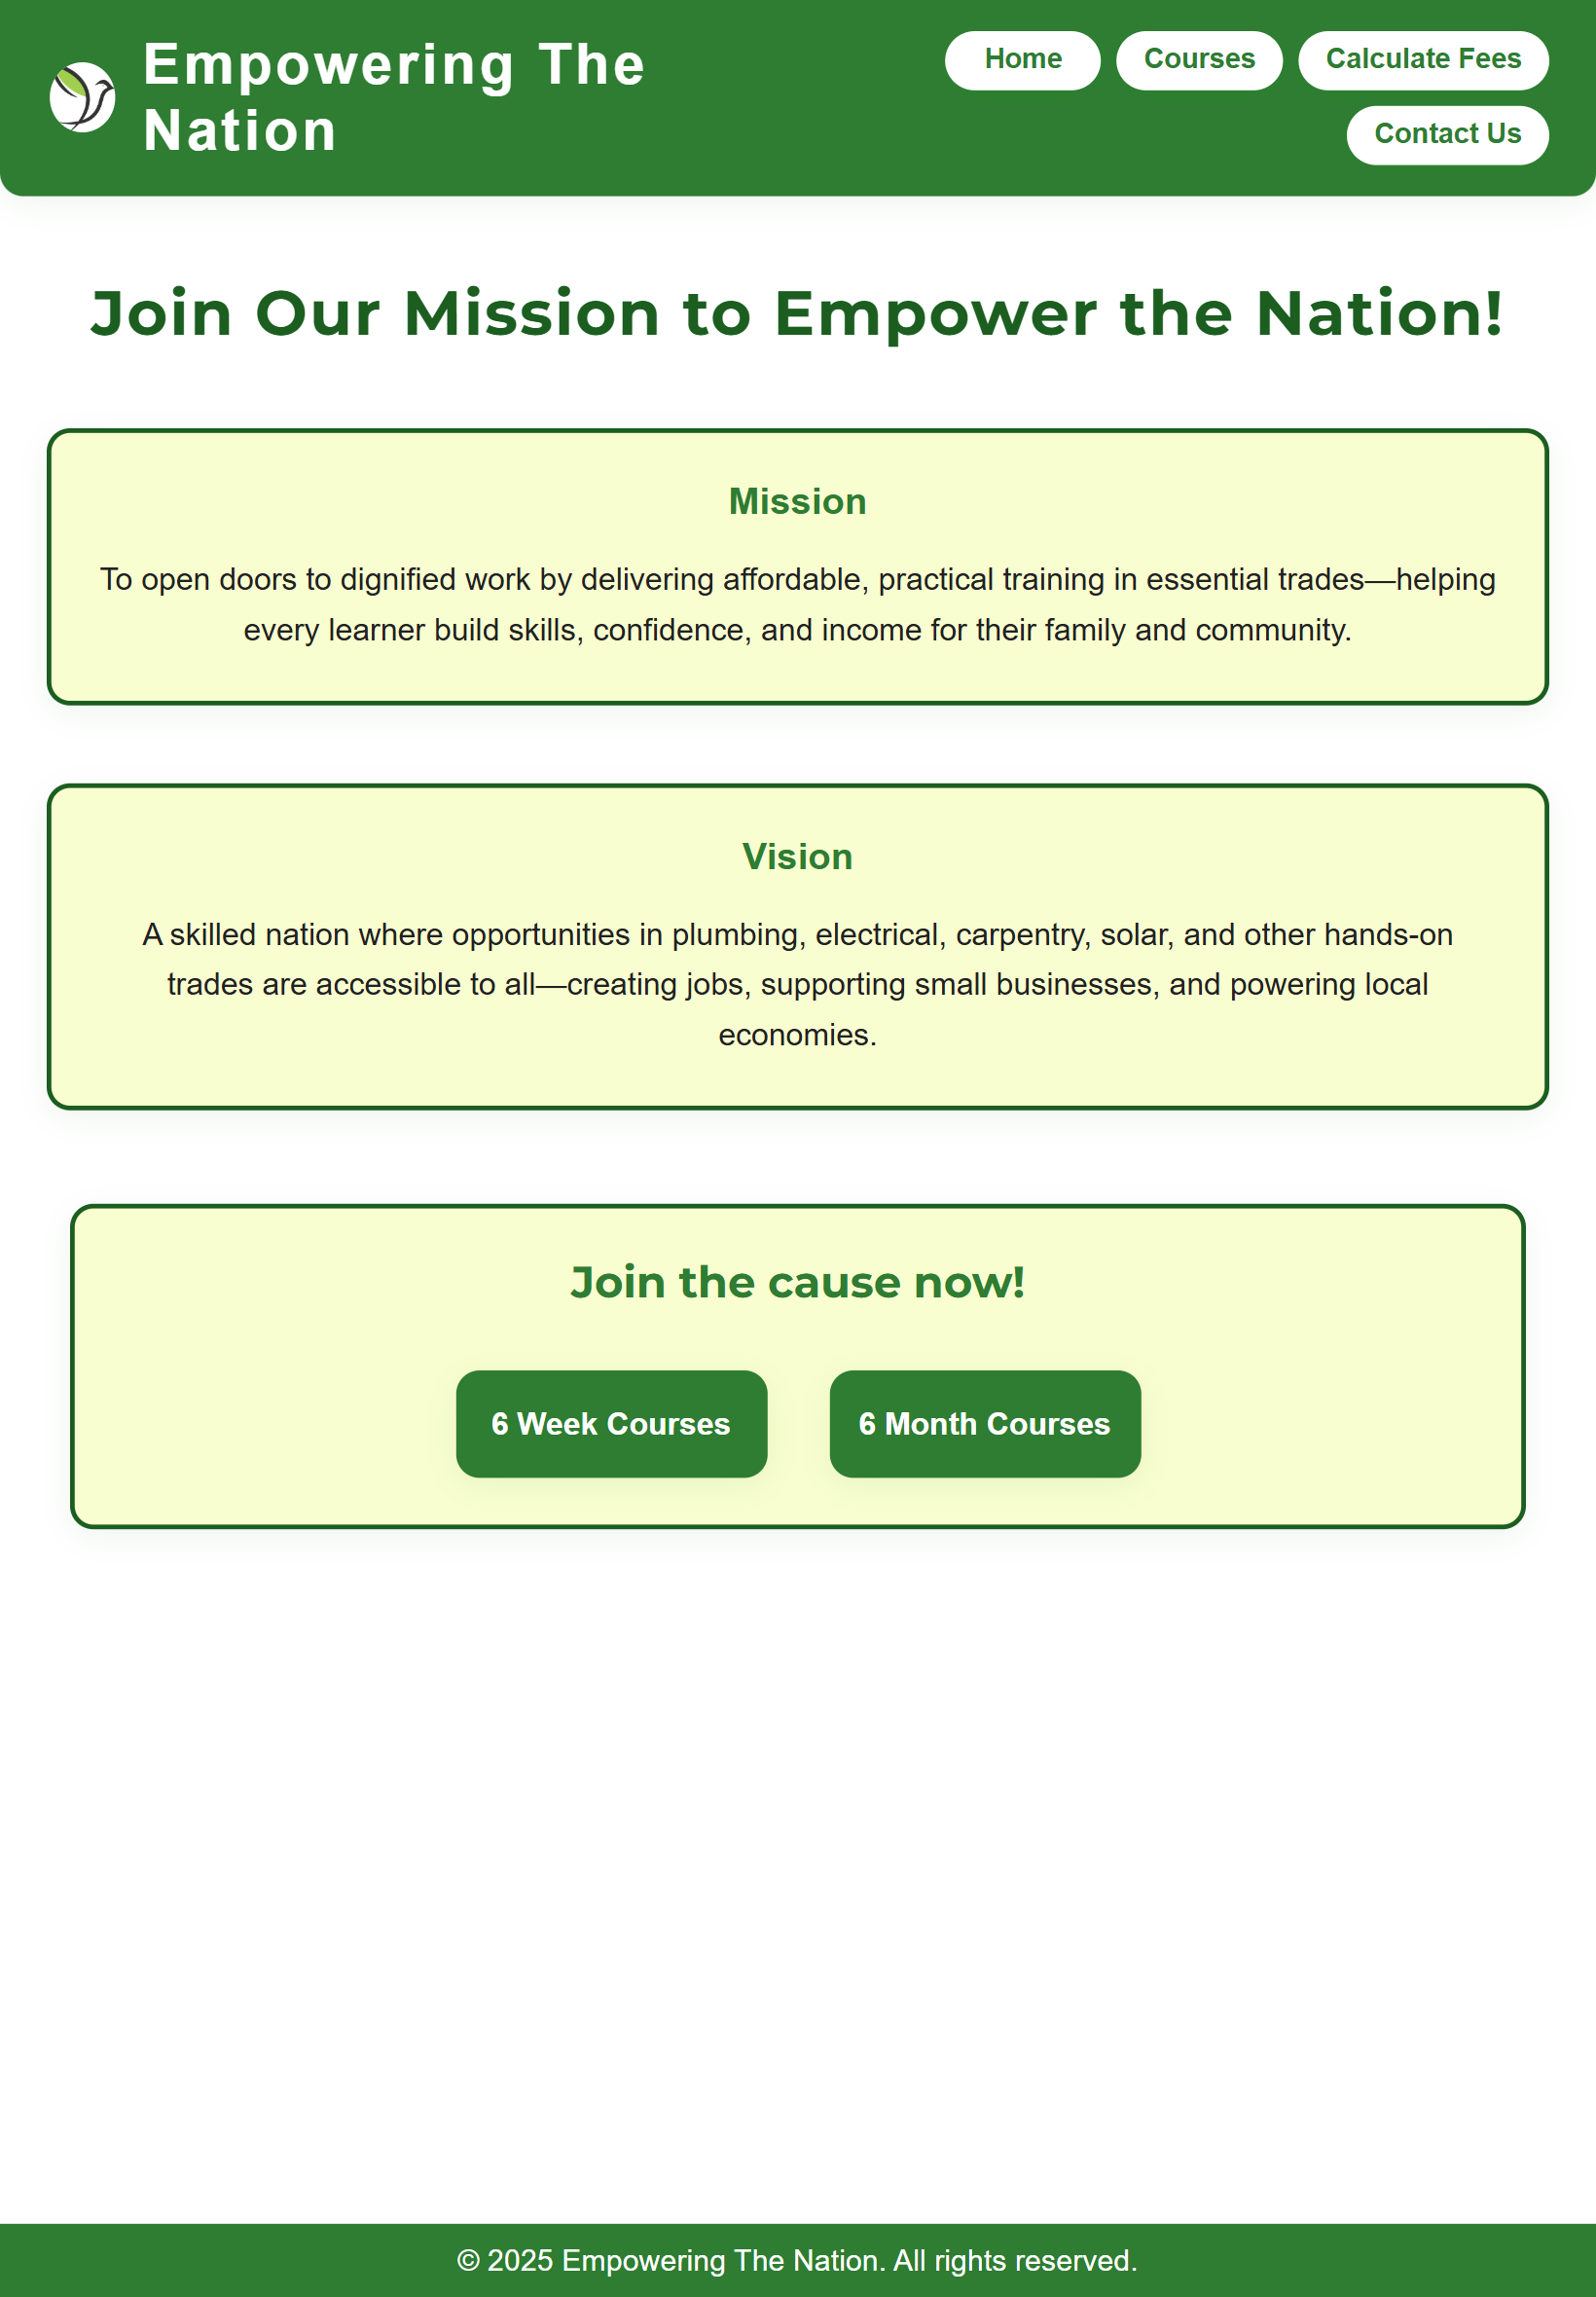 Empowering The
Nation
Home
Courses
Calculate Fees
Contact Us
Join Our Mission to Empower the Nation!
Mission
To open doors to dignified work by delivering affordable, practical training in essential trades—helping
every learner build skills, confidence, and income for their family and community.
Vision
A skilled nation where opportunities in plumbing, electrical, carpentry, solar, and other hands-on
trades are accessible to all—creating jobs, supporting small businesses, and powering local
economies.
Join the cause now!
6 Week Courses
6 Month Courses
© 2025 Empowering The Nation. All rights reserved.